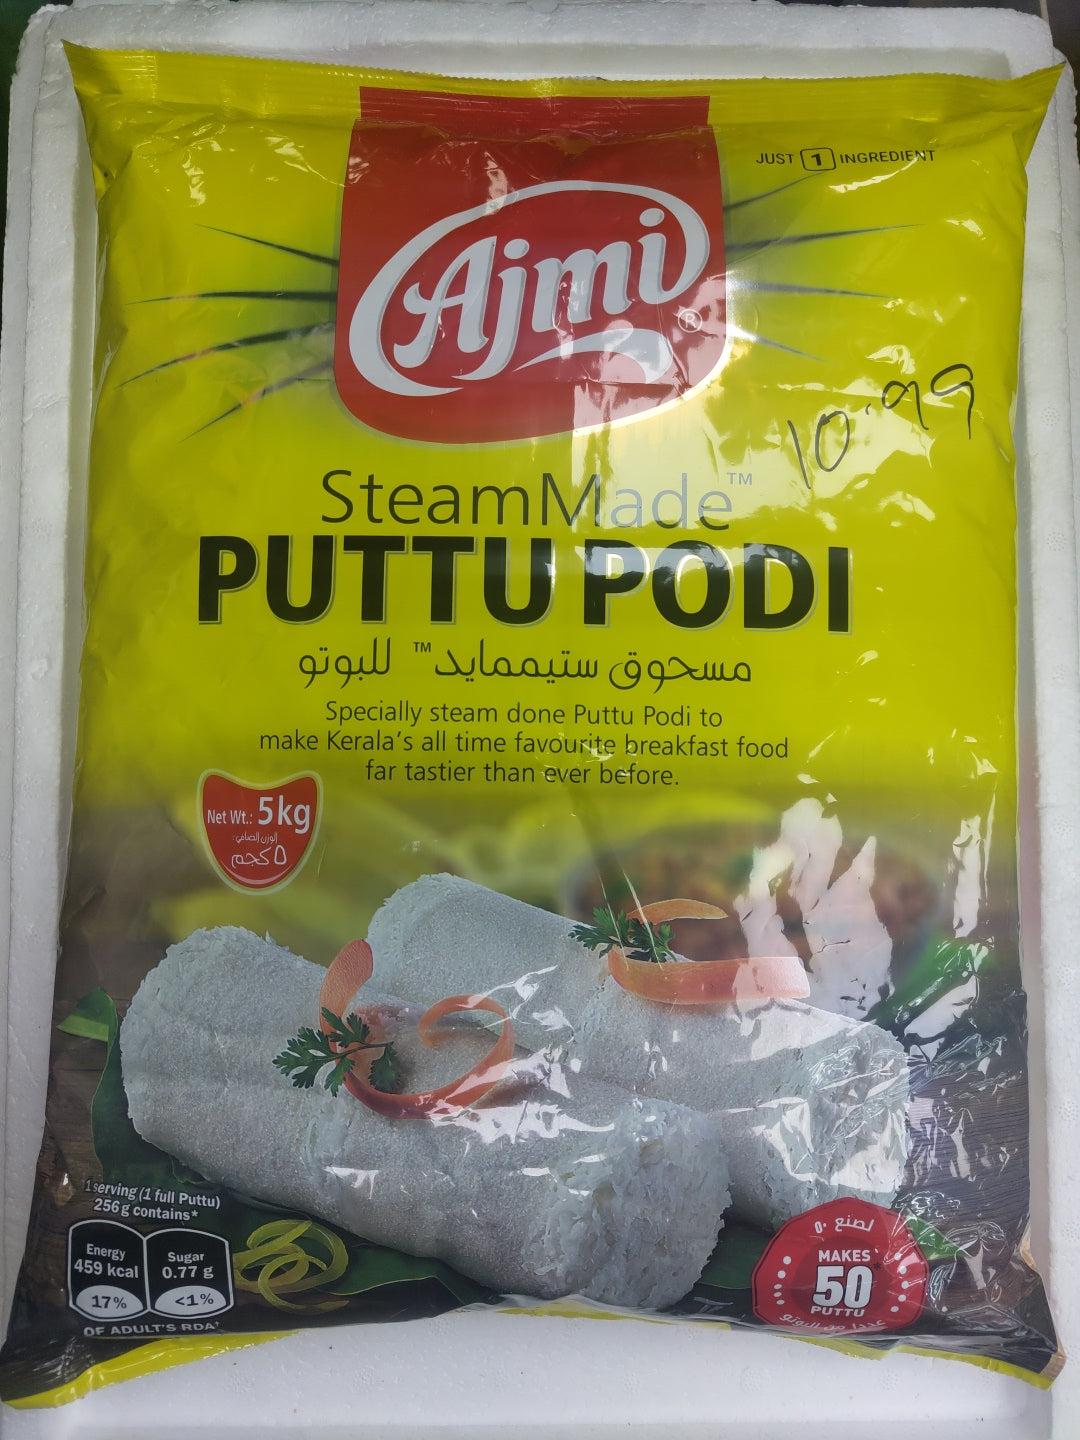 JUST 1 INGREDIENT
Ajmi®
10.99
SteamMade™
PUTTU PODI
مسحوق ستيممايد™ للبوتو
Specially steam done Puttu Podi to
make Kerala's all time favourite breakfast food
far tastier than ever before.
Net Wt.: 5kg
الوزن الصافي:
٥ كجم
1 serving (1 full Puttu)
256g contains*
Energy
459 kcal
17%
Sugar
0.77 g
<1%
OF ADULT'S RDA*
لصنع ٥٠
MAKES
50*
PUTTU